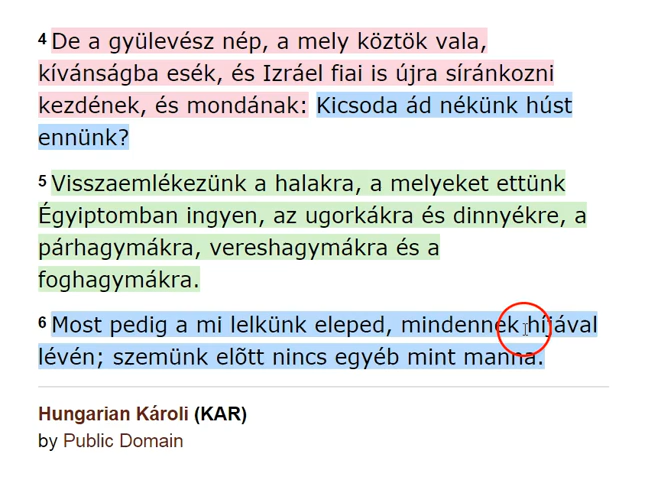 4 De a gyülevész nép, a mely köztök vala,
kívánságba esék, és Izráel fiai is újra síránkozni
kezdének, és mondának: Kicsoda ád nékünk húst
ennünk?
5 Visszaemlékezünk a halakra, a melyeket ettünk
Égyiptomban ingyen, az ugorkákra és dinnyékre, a
párhagymákra, vereshagymákra és a
foghagymákra.
6 Most pedig a mi lelkünk eleped, mindennek híjával
lévén; szemünk elõtt nincs egyéb mint manna.
Hungarian Károli (KAR)
by Public Domain